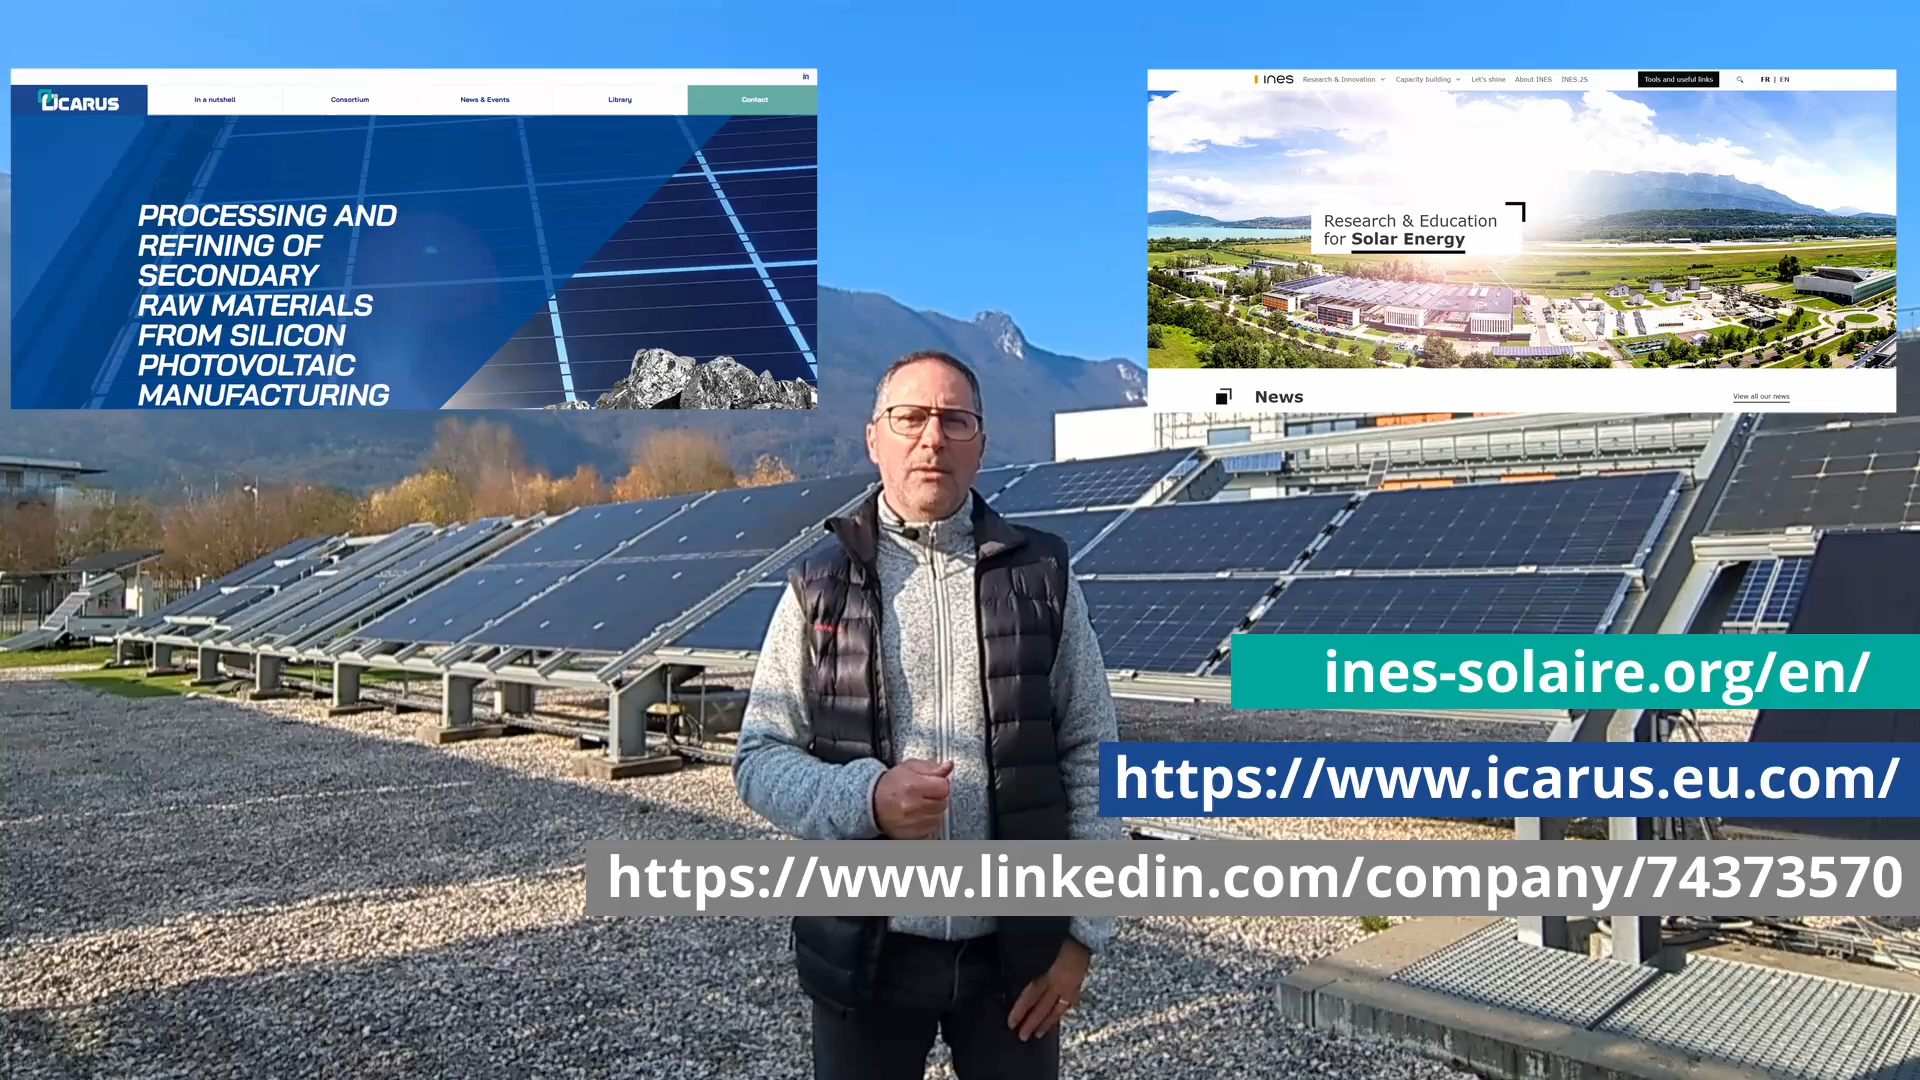 in
ICARUS
In a nutshell
Consortium
News & Events
Library
Contact
PROCESSING AND
REFINING OF
SECONDARY
RAW MATERIALS
FROM SILICON
PHOTOVOLTAIC
MANUFACTURING
ines
Research & Innovation
Capacity building
Let's shine
About INES
INES.2S
Tools and useful links
FR | EN
Research & Education
for Solar Energy
News
View all our news
ines-solaire.org/en/
https://www.icarus.eu.com/
https://www.linkedin.com/company/74373570